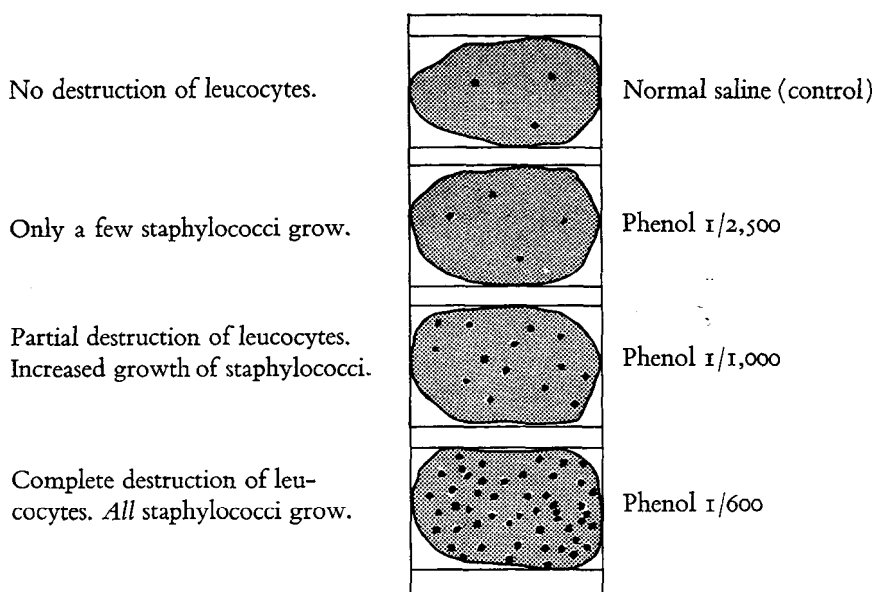 No destruction of leucocytes.
Normal saline (control)
Only a few staphylococci grow.
Phenol 1/2,500
Partial destruction of leucocytes.
Increased growth of staphylococci.
Phenol 1/1,000
Complete destruction of leu-
cocytes. All staphylococci grow.
Phenol 1/600